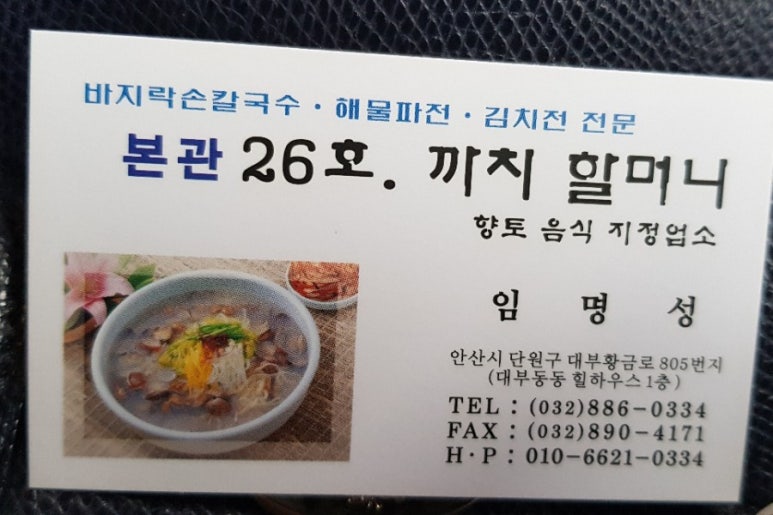 바지락손칼국수 · 해물파전 · 김치전 전문
본관 26호. 까치 할머니
향토 음식 지정업소
임 명 성
안산시 단원구 대부황금로 805번지
(대부동동 힐하우스 1층)
TEL : (032)886-0334
FAX : (032)890-4171
H·P : 010-6621-0334